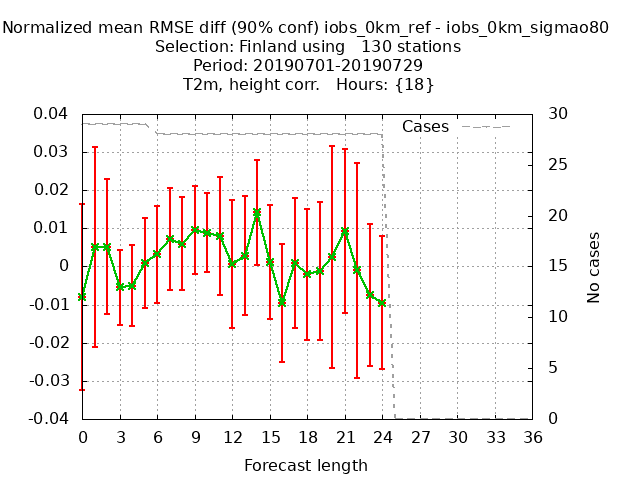 Normalized mean RMSE diff (90% conf) iobs_0km_ref - iobs_0km_sigmao80
Selection: Finland using   130 stations
Period: 20190701-20190729
T2m, height corr.   Hours: {18}
0.04
0.03
0.02
0.01
0
-0.01
-0.02
-0.03
-0.04
Cases
30
25
20
15
10
5
0
No cases
0 3 6 9 12 15 18 21 24 27 30 33 36
Forecast length